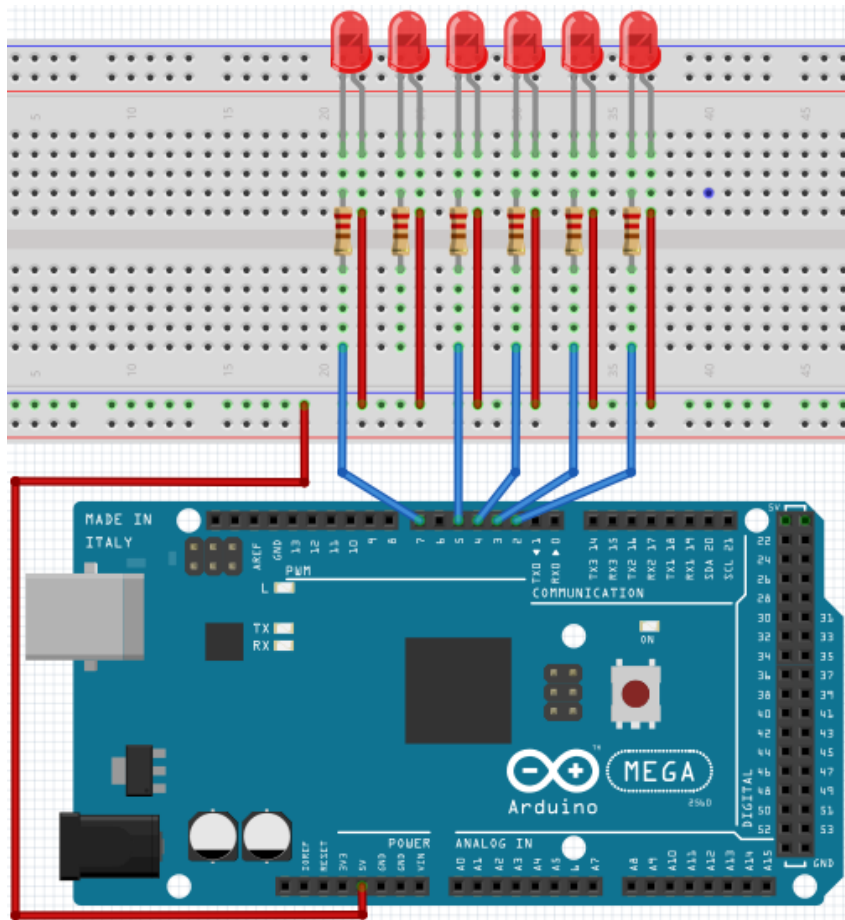 5 10 15 20 25 30 35 40 45
5 10 15 20 25 30 35 40 45
MADE IN
ITALY
AREF GND 13 12 11 10 9 8 7 6 5 4 3 2 TX0 ◄ 1 RX0 ► 0 TX3 14 RX3 15 TX2 16 RX2 17 TX1 18 RX1 19 SDA 20 SCL 21
5V
PWM
COMMUNICATION
L
TX
RX
ON
22
24
26
28
30 31
32 33
34 35
36 37
38 39
40 41
42 43
44 45
46 47
48 49
50 51
52 53
GND
DIGITAL
TM
MEGA
2560
Arduino
POWER
ANALOG IN
IOREF RESET 3V3 5V GND GND VIN A0 A1 A2 A3 A4 A5 6 A7 A8 A9 A10 A11 A12 A13 A14 A15